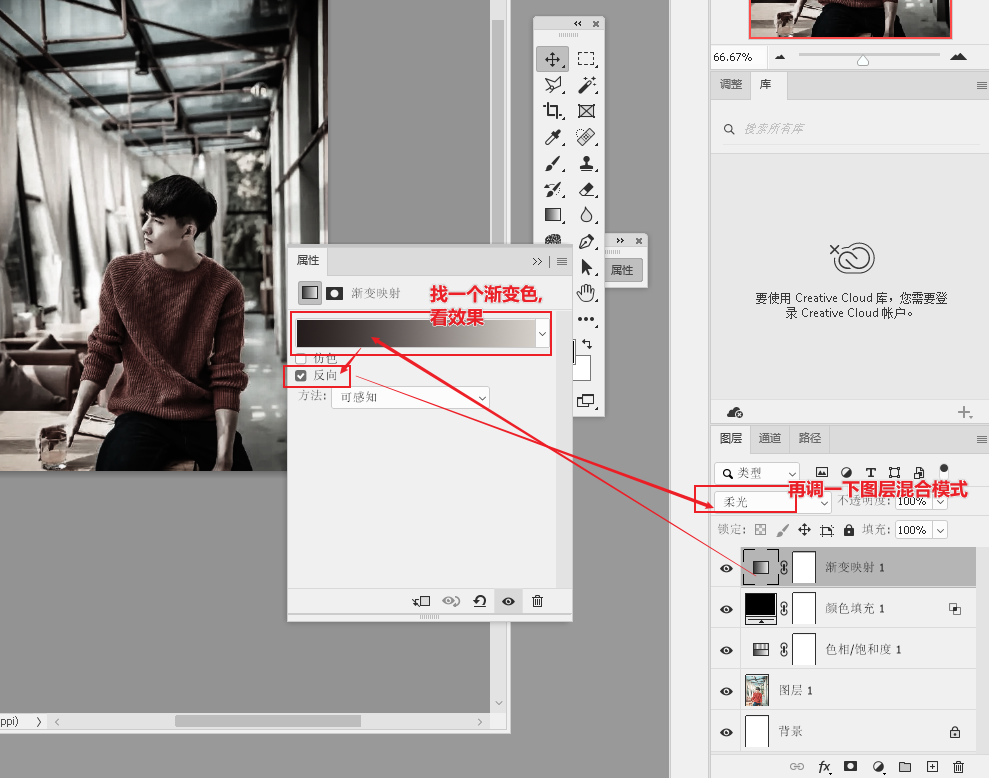 66.67%
调整
库
搜索所有库
要使用 Creative Cloud 库，您需要登
录 Creative Cloud 帐户。
属性
属性
渐变映射
找一个渐变色,
看效果
仿色
反向
方法:
可感知
图层
通道
路径
类型
T
再调一下图层混合模式
柔光
不透明度:
100%
锁定:
填充:
100%
渐变映射 1
颜色填充 1
色相/饱和度 1
图层 1
背景
ppi)
fx